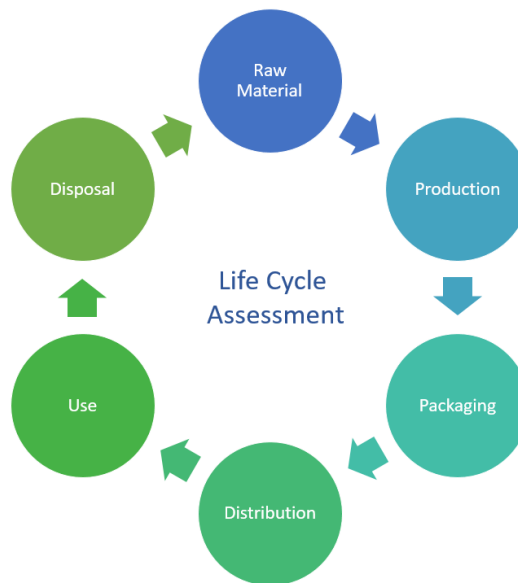 Raw
Material
Production
Packaging
Distribution
Use
Disposal
Life Cycle
Assessment